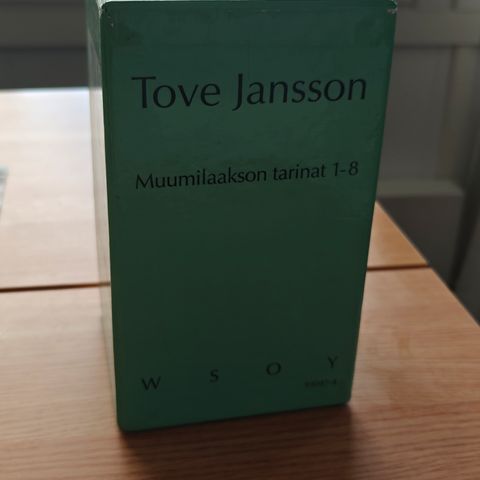 Tove Jansson
Muumilaakson tarinat 1-8
W S O Y